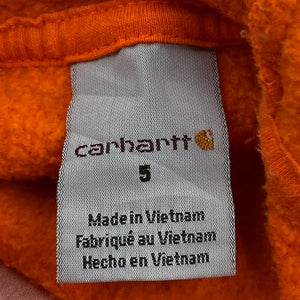 carhartt
5
Made in Vietnam
Fabriqué au Vietnam
Hecho en Vietnam